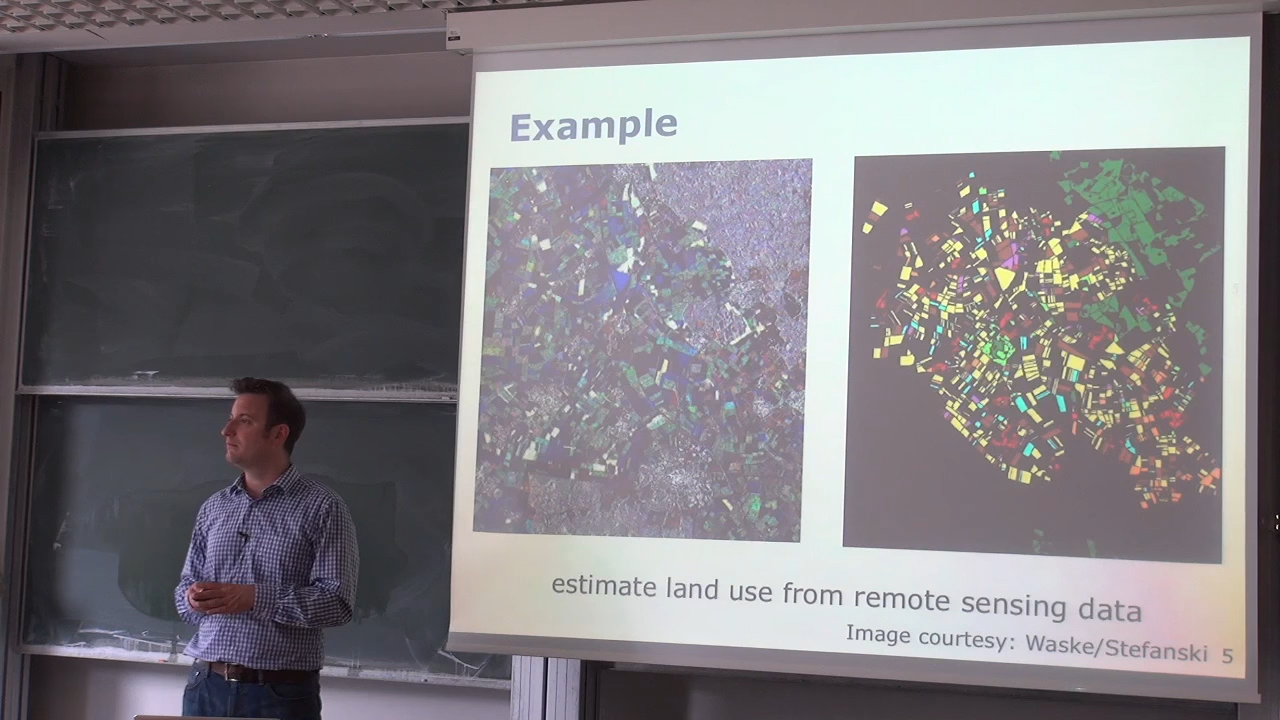 Example
estimate land use from remote sensing data
Image courtesy: Waske/Stefanski 5